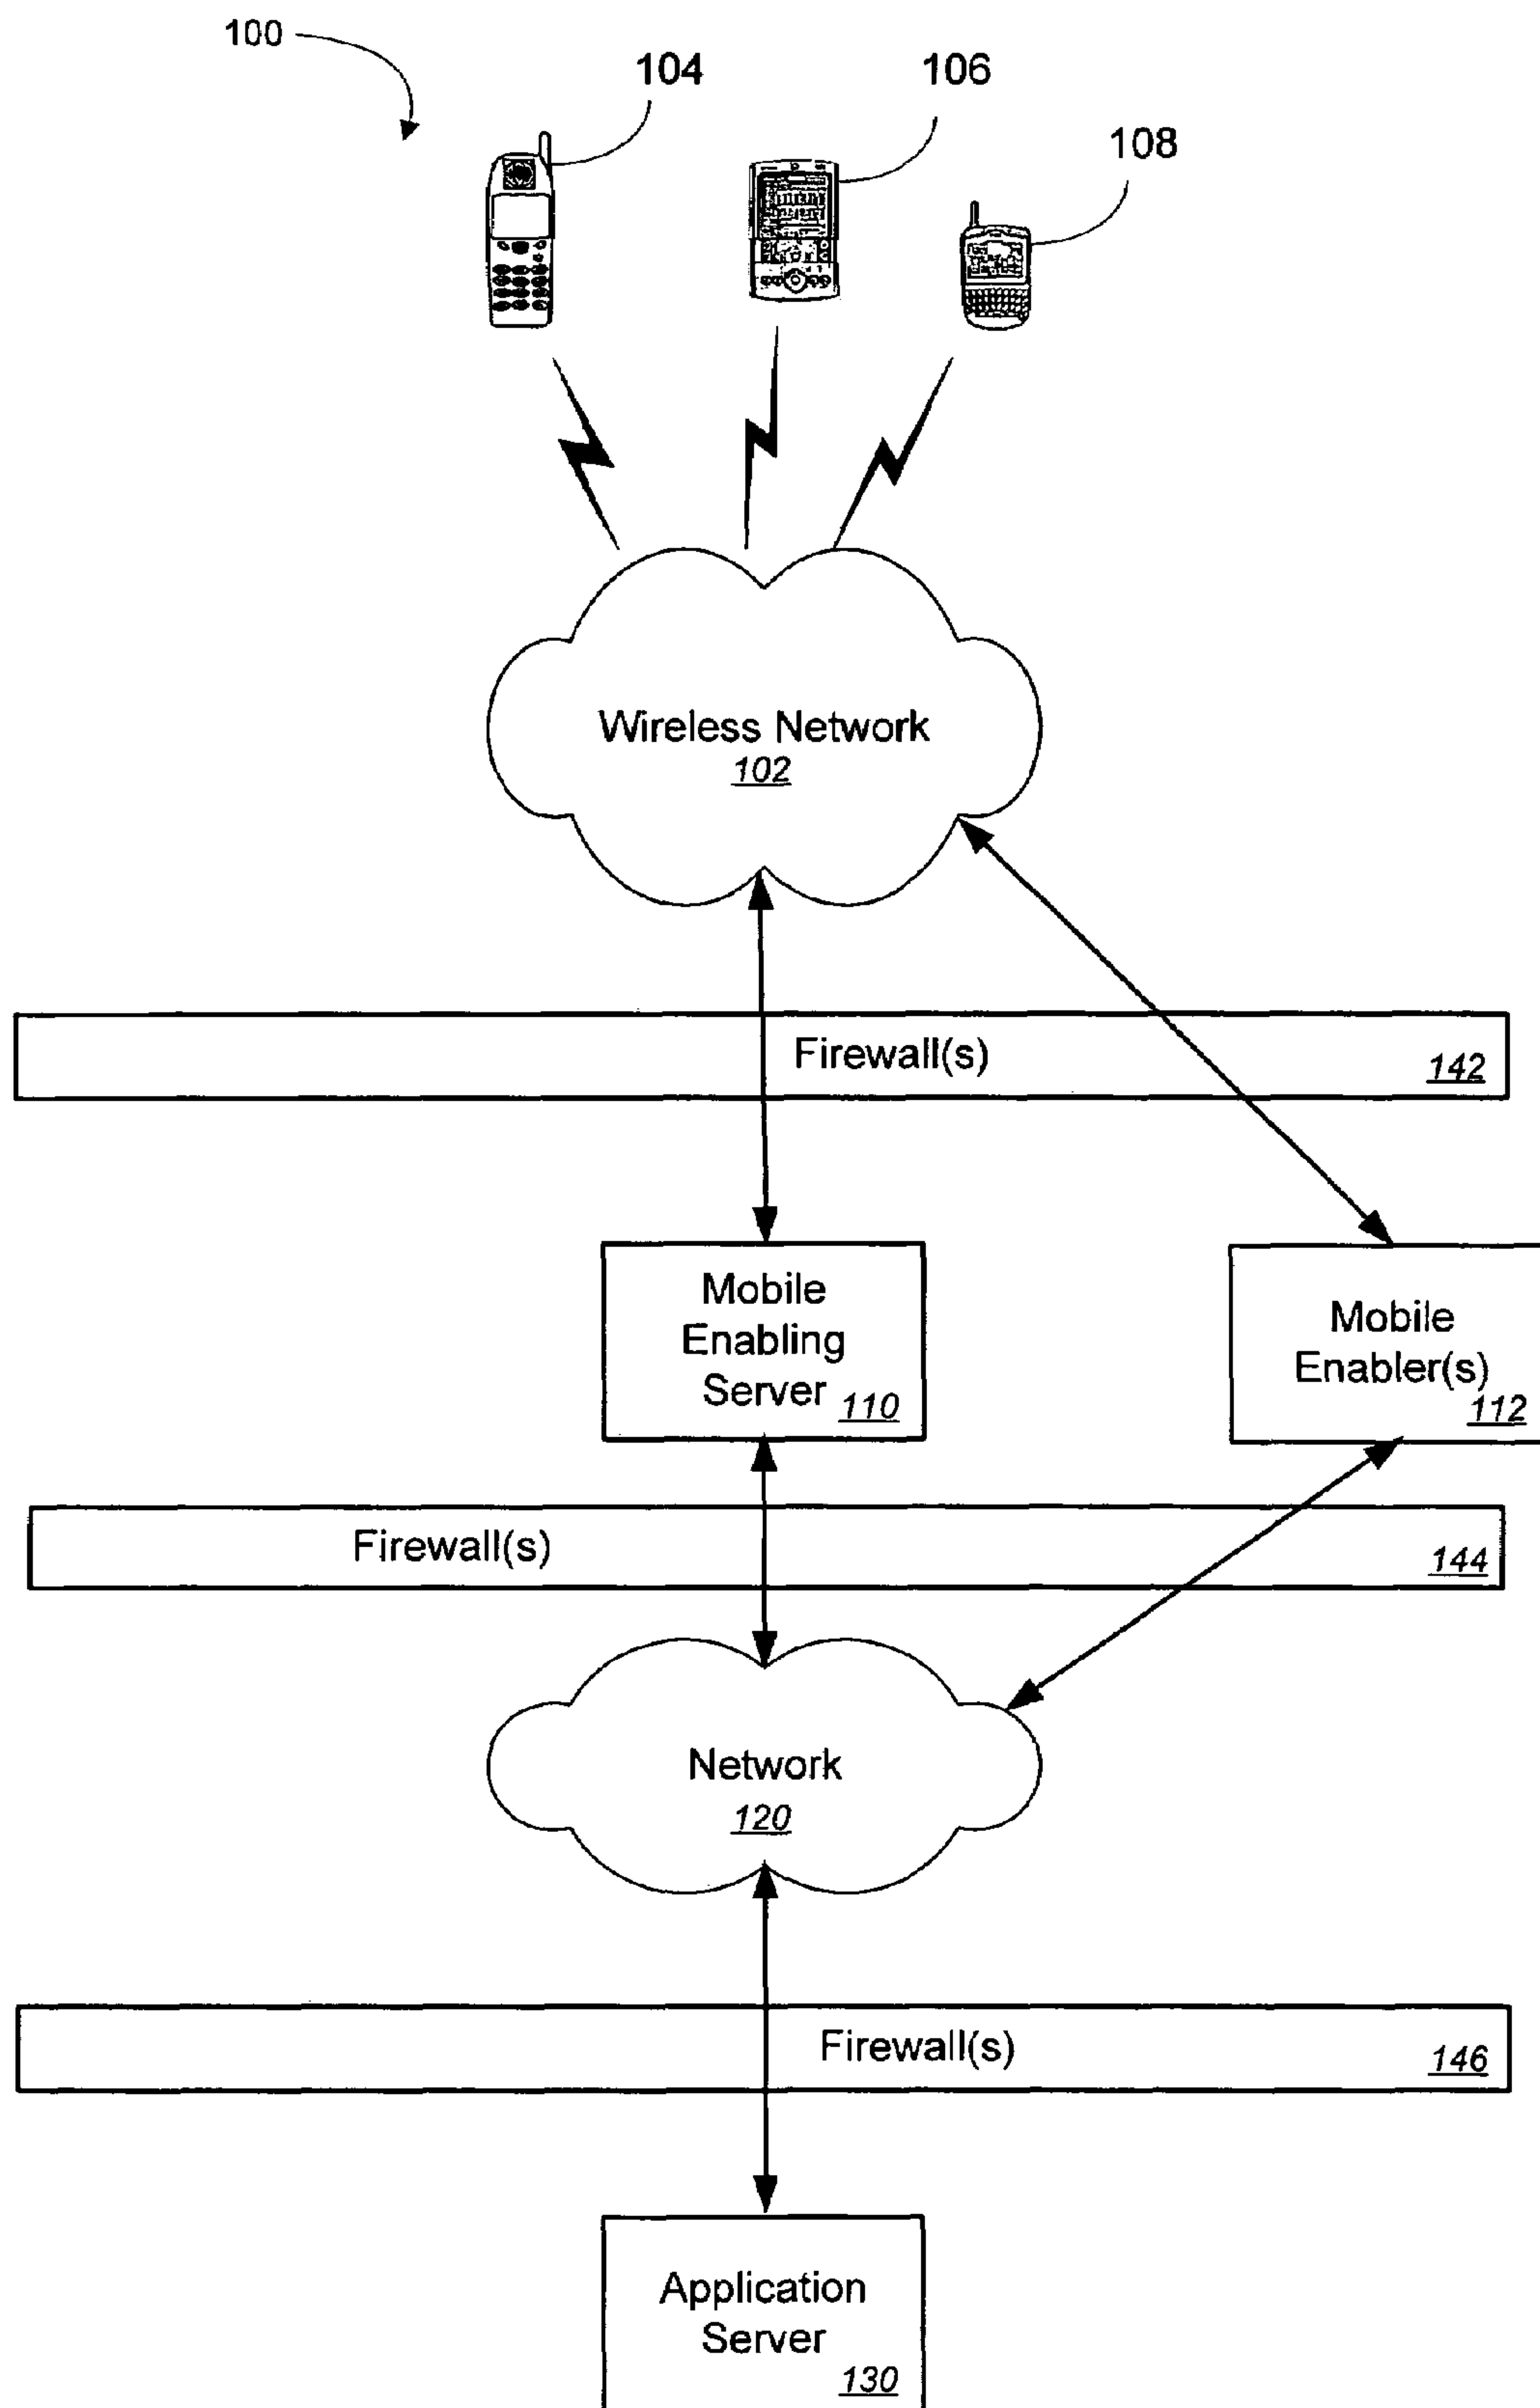 100
104
106
108
Wireless Network
102
Firewall(s)
142
Mobile
Enabling
Server 110
Mobile
Enabler(s)
112
Firewall(s)
144
Network
120
Firewall(s)
146
Application
Server
130